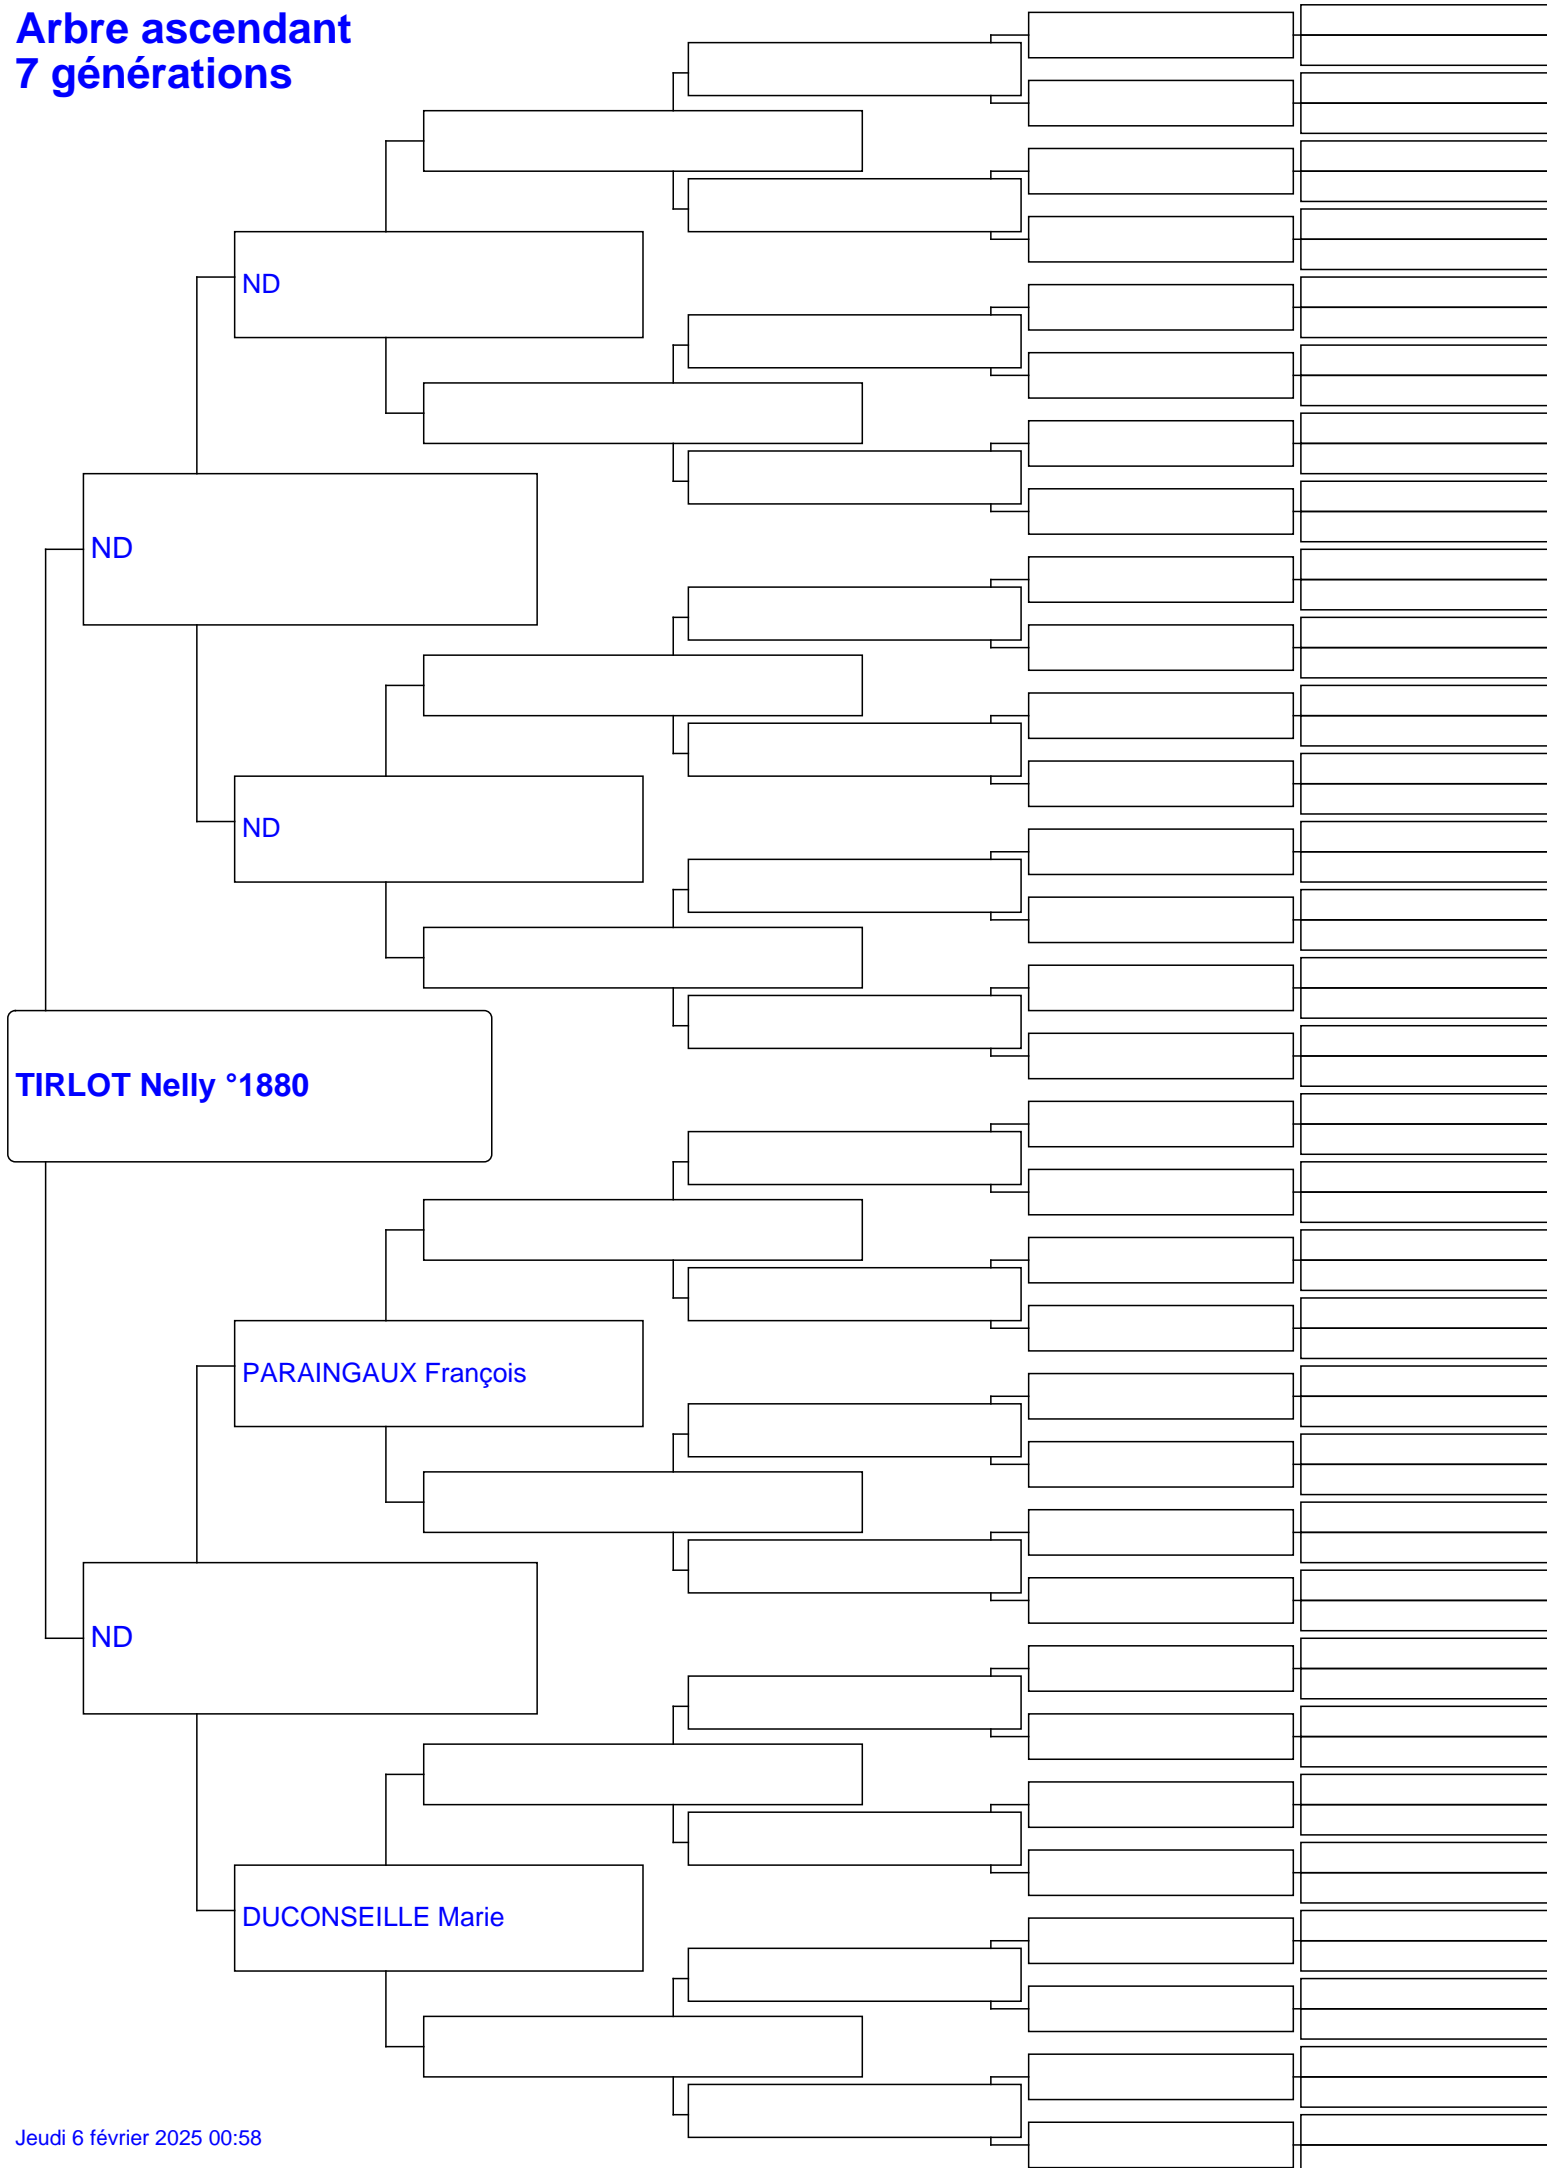 Arbre ascendant
7 générations
ND
ND
ND
TIRLOT Nelly °1880
PARAINGAUX François
ND
DUCONSEILLE Marie
Jeudi 6 février 2025 00:58